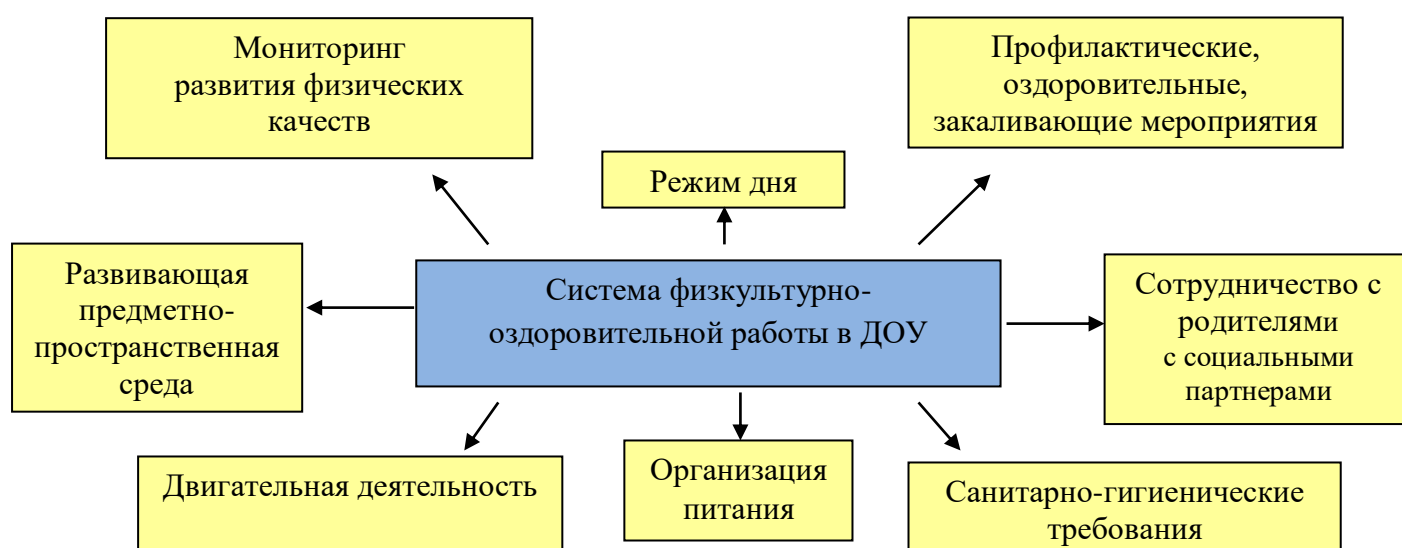 Мониторинг
развития физических
качеств
Профилактические,
оздоровительные,
закаливающие мероприятия
Режим дня
Развивающая
предметно-
пространственная
среда
Система физкультурно-
оздоровительной работы в ДОУ
Сотрудничество с
родителями
с социальными
партнерами
Двигательная деятельность
Организация
питания
Санитарно-гигиенические
требования